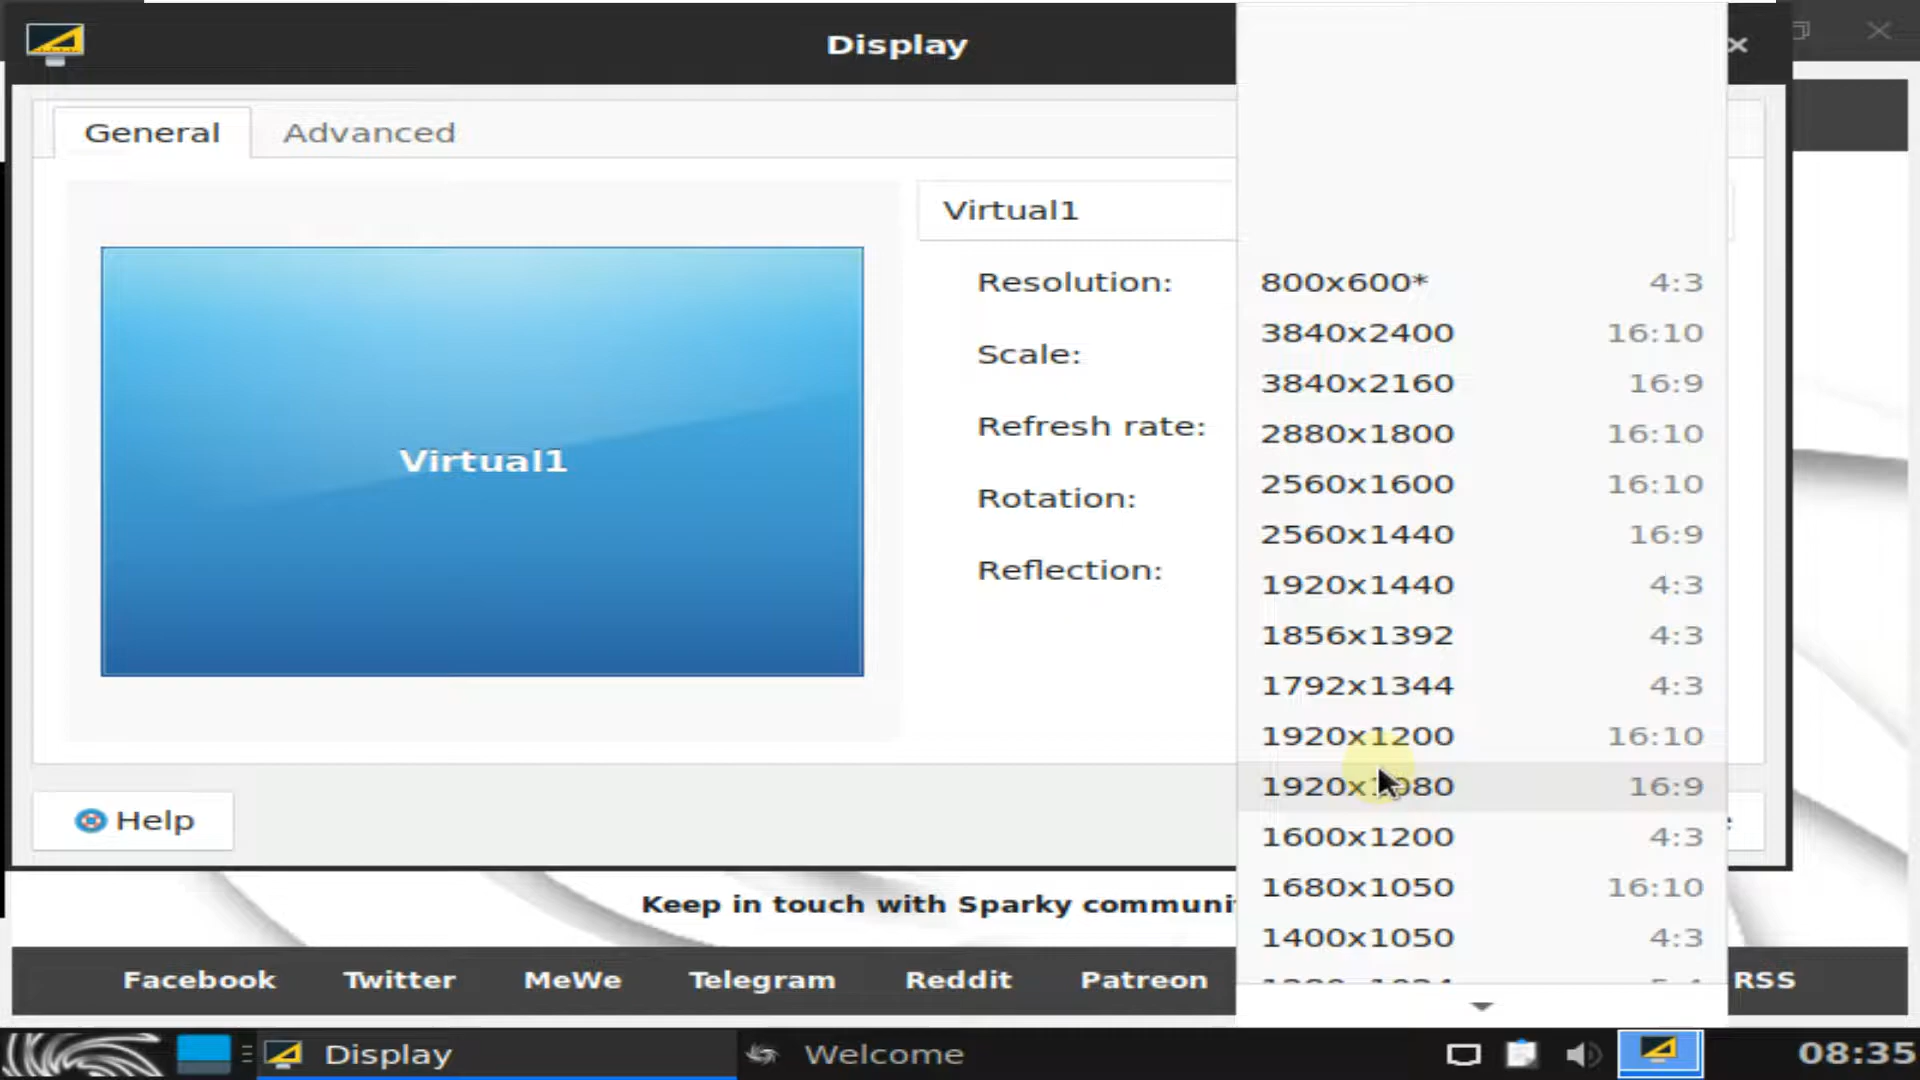 Display
General Advanced
Virtual1
Virtual1
Resolution:
Scale:
Refresh rate:
Rotation:
Reflection:
800x600* 4:3
3840x2400 16:10
3840x2160 16:9
2880x1800 16:10
2560x1600 16:10
2560x1440 16:9
1920x1440 4:3
1856x1392 4:3
1792x1344 4:3
1920x1200 16:10
1920x1080 16:9
1600x1200 4:3
1680x1050 16:10
1400x1050 4:3
Help
Keep in touch with Sparky
Facebook Twitter MeWe Telegram Reddit Patreon RSS
Display Welcome 08:35